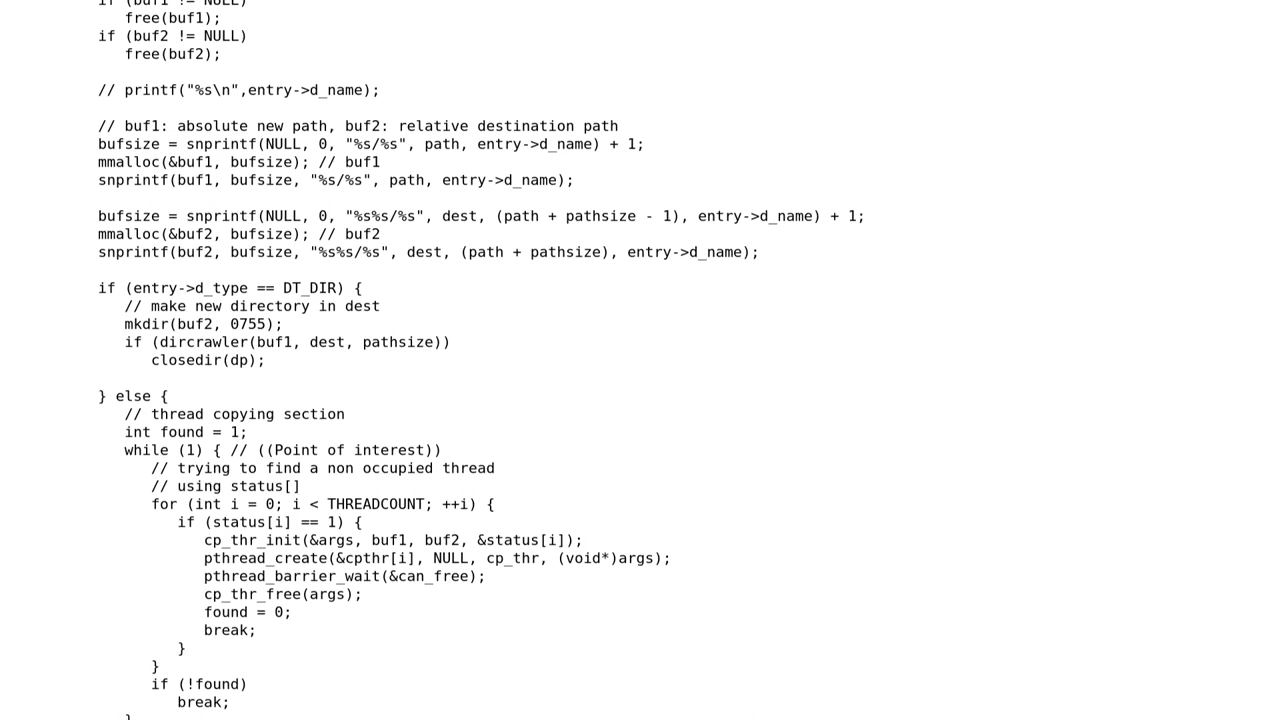 if (buf1 != NULL)
free(buf1);
if (buf2 != NULL)
free(buf2);
// printf("%s\n",entry->d_name);
// buf1: absolute new path, buf2: relative destination path
bufsize = snprintf(NULL, 0, "%s/%s", path, entry->d_name) + 1;
mmalloc(&buf1, bufsize); // buf1
snprintf(buf1, bufsize, "%s/%s", path, entry->d_name);
bufsize = snprintf(NULL, 0, "%s%s/%s", dest, (path + pathsize - 1), entry->d_name) + 1;
mmalloc(&buf2, bufsize); // buf2
snprintf(buf2, bufsize, "%s%s/%s", dest, (path + pathsize), entry->d_name);
if (entry->d_type == DT_DIR) {
// make new directory in dest
mkdir(buf2, 0755);
if (dircrawler(buf1, dest, pathsize))
closedir(dp);
} else {
// thread copying section
int found = 1;
while (1) { // ((Point of interest))
// trying to find a non occupied thread
// using status[]
for (int i = 0; i < THREADCOUNT; ++i) {
if (status[i] == 1) {
cp_thr_init(&args, buf1, buf2, &status[i]);
pthread_create(&cpthr[i], NULL, cp_thr, (void*)args);
pthread_barrier_wait(&can_free);
cp_thr_free(args);
found = 0;
break;
}
}
if (!found)
break;
}